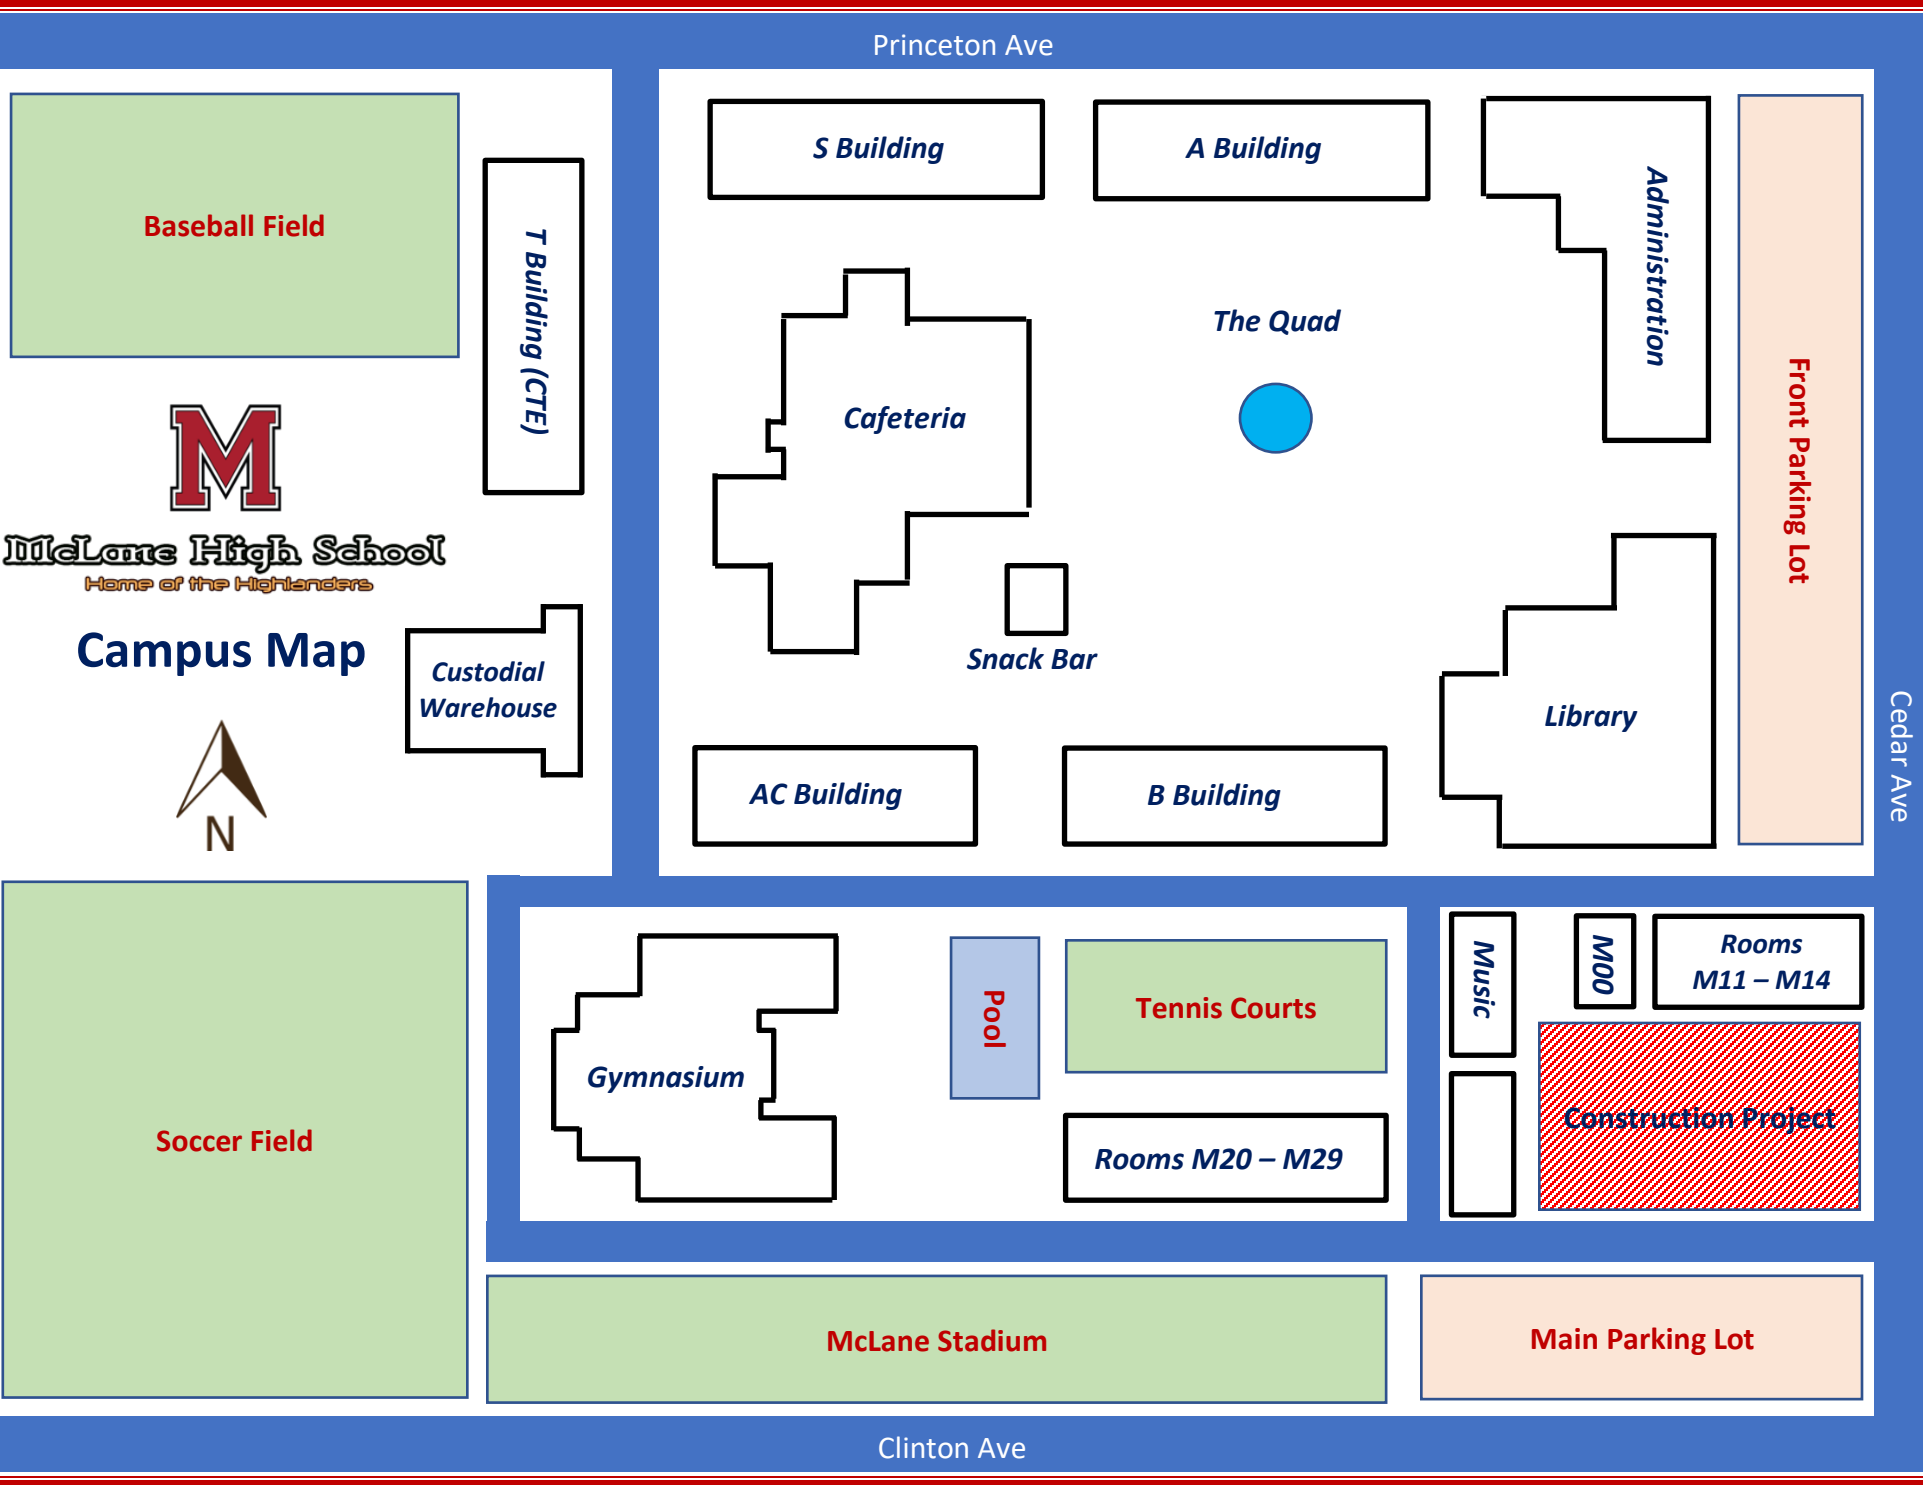 Princeton Ave
S Building
A Building
Administration
Baseball Field
T Building (CTE)
The Quad
Cafeteria
Front Parking Lot
M
McLane High School
Home of the Highlanders
Campus Map
Custodial
Warehouse
Snack Bar
Library
Cedar Ave
N
AC Building
B Building
Music
M00
Rooms
M11 – M14
Pool
Tennis Courts
Gymnasium
Construction Project
Soccer Field
Rooms M20 – M29
McLane Stadium
Main Parking Lot
Clinton Ave